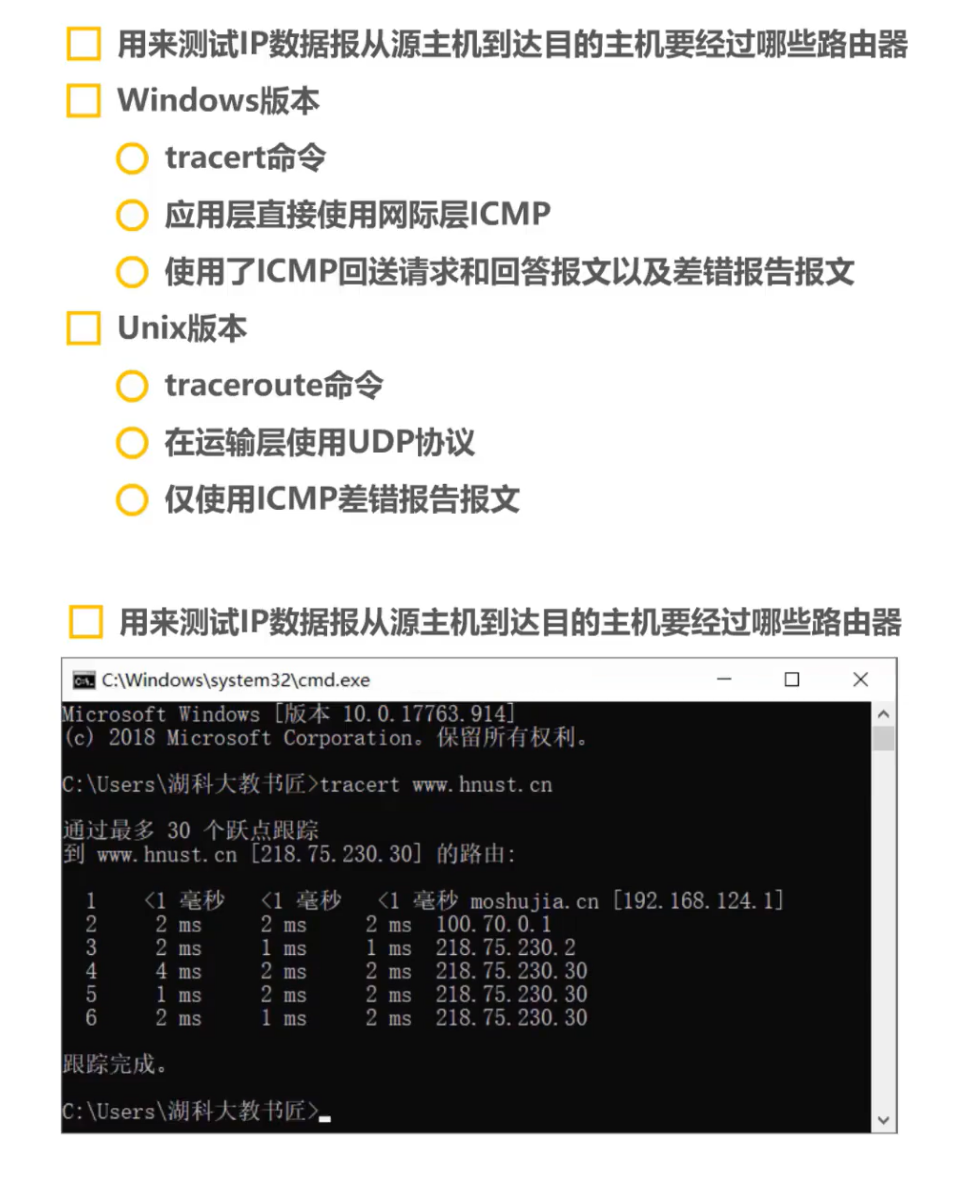 用来测试IP数据报从源主机到达目的主机要经过哪些路由器
Windows版本
tracert命令
应用层直接使用网际层ICMP
使用了ICMP回送请求和回答报文以及差错报告报文
Unix版本
traceroute命令
在运输层使用UDP协议
仅使用ICMP差错报告报文
用来测试IP数据报从源主机到达目的主机要经过哪些路由器
C:\Windows\system32\cmd.exe
Microsoft Windows [版本 10.0.17763.914]
(c) 2018 Microsoft Corporation。保留所有权利。
C:\Users\湖科大教书匠>tracert www.hnust.cn
通过最多 30 个跃点跟踪
到 www.hnust.cn [218.75.230.30] 的路由:
1 <1 毫秒 <1 毫秒 <1 毫秒 moshujia.cn [192.168.124.1]
2 2 ms 2 ms 2 ms 100.70.0.1
3 2 ms 1 ms 1 ms 218.75.230.2
4 4 ms 2 ms 2 ms 218.75.230.30
5 1 ms 2 ms 2 ms 218.75.230.30
6 2 ms 1 ms 2 ms 218.75.230.30
跟踪完成。
C:\Users\湖科大教书匠>